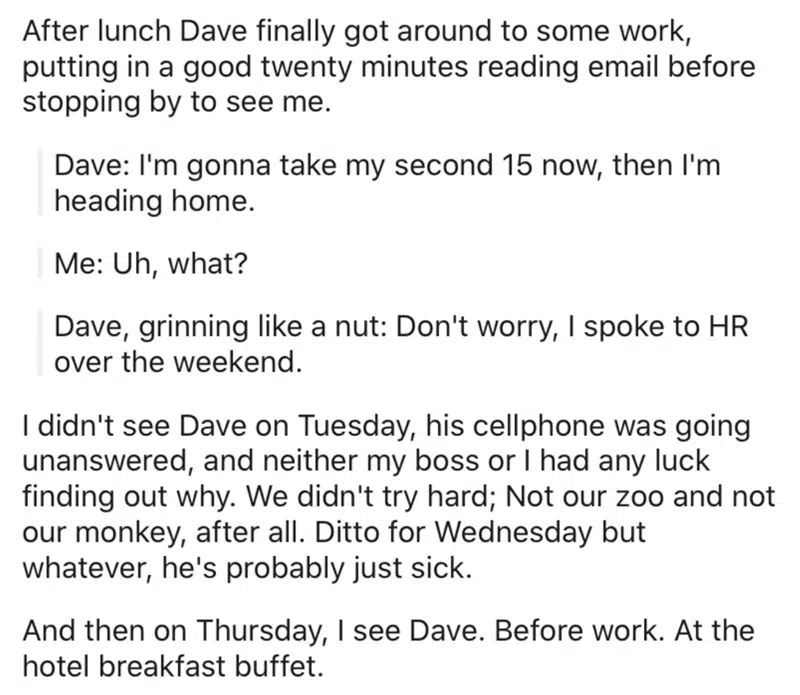 After lunch Dave finally got around to some work,
putting in a good twenty minutes reading email before
stopping by to see me.
Dave: I'm gonna take my second 15 now, then I'm
heading home.
Me: Uh, what?
Dave, grinning like a nut: Don't worry, I spoke to HR
over the weekend.
I didn't see Dave on Tuesday, his cellphone was going
unanswered, and neither my boss or I had any luck
finding out why. We didn't try hard; Not our zoo and not
our monkey, after all. Ditto for Wednesday but
whatever, he's probably just sick.
And then on Thursday, I see Dave. Before work. At the
hotel breakfast buffet.